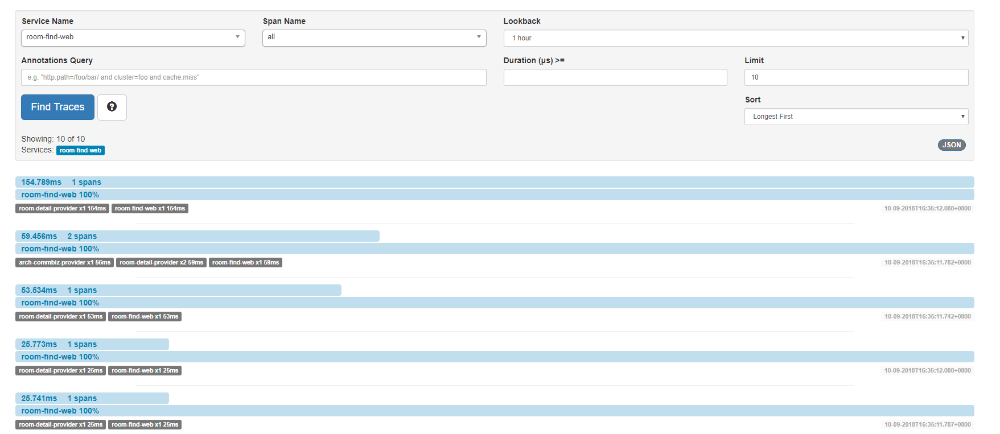 Service Name Span Name Lookback
room-find-web all 1 hour
Annotations Query Duration (µs) >= Limit
e.g. "http.path=/foo/bar/ and cluster=foo and cache.miss" 10
Find Traces ?
Sort
Longest First
Showing: 10 of 10
Services: room-find-web
JSON
154.789ms 1 spans
room-find-web 100%
room-detail-provider x1 154ms room-find-web x1 154ms 10-09-2018T16:35:12.088+0800
59.456ms 2 spans
room-find-web 100%
arch-commbiz-provider x1 56ms room-detail-provider x2 59ms room-find-web x1 59ms 10-09-2018T16:35:11.782+0800
53.534ms 1 spans
room-find-web 100%
room-detail-provider x1 53ms room-find-web x1 53ms 10-09-2018T16:35:11.742+0800
25.773ms 1 spans
room-find-web 100%
room-detail-provider x1 25ms room-find-web x1 25ms 10-09-2018T16:35:12.088+0800
25.741ms 1 spans
room-find-web 100%
room-detail-provider x1 25ms room-find-web x1 25ms 10-09-2018T16:35:11.787+0800